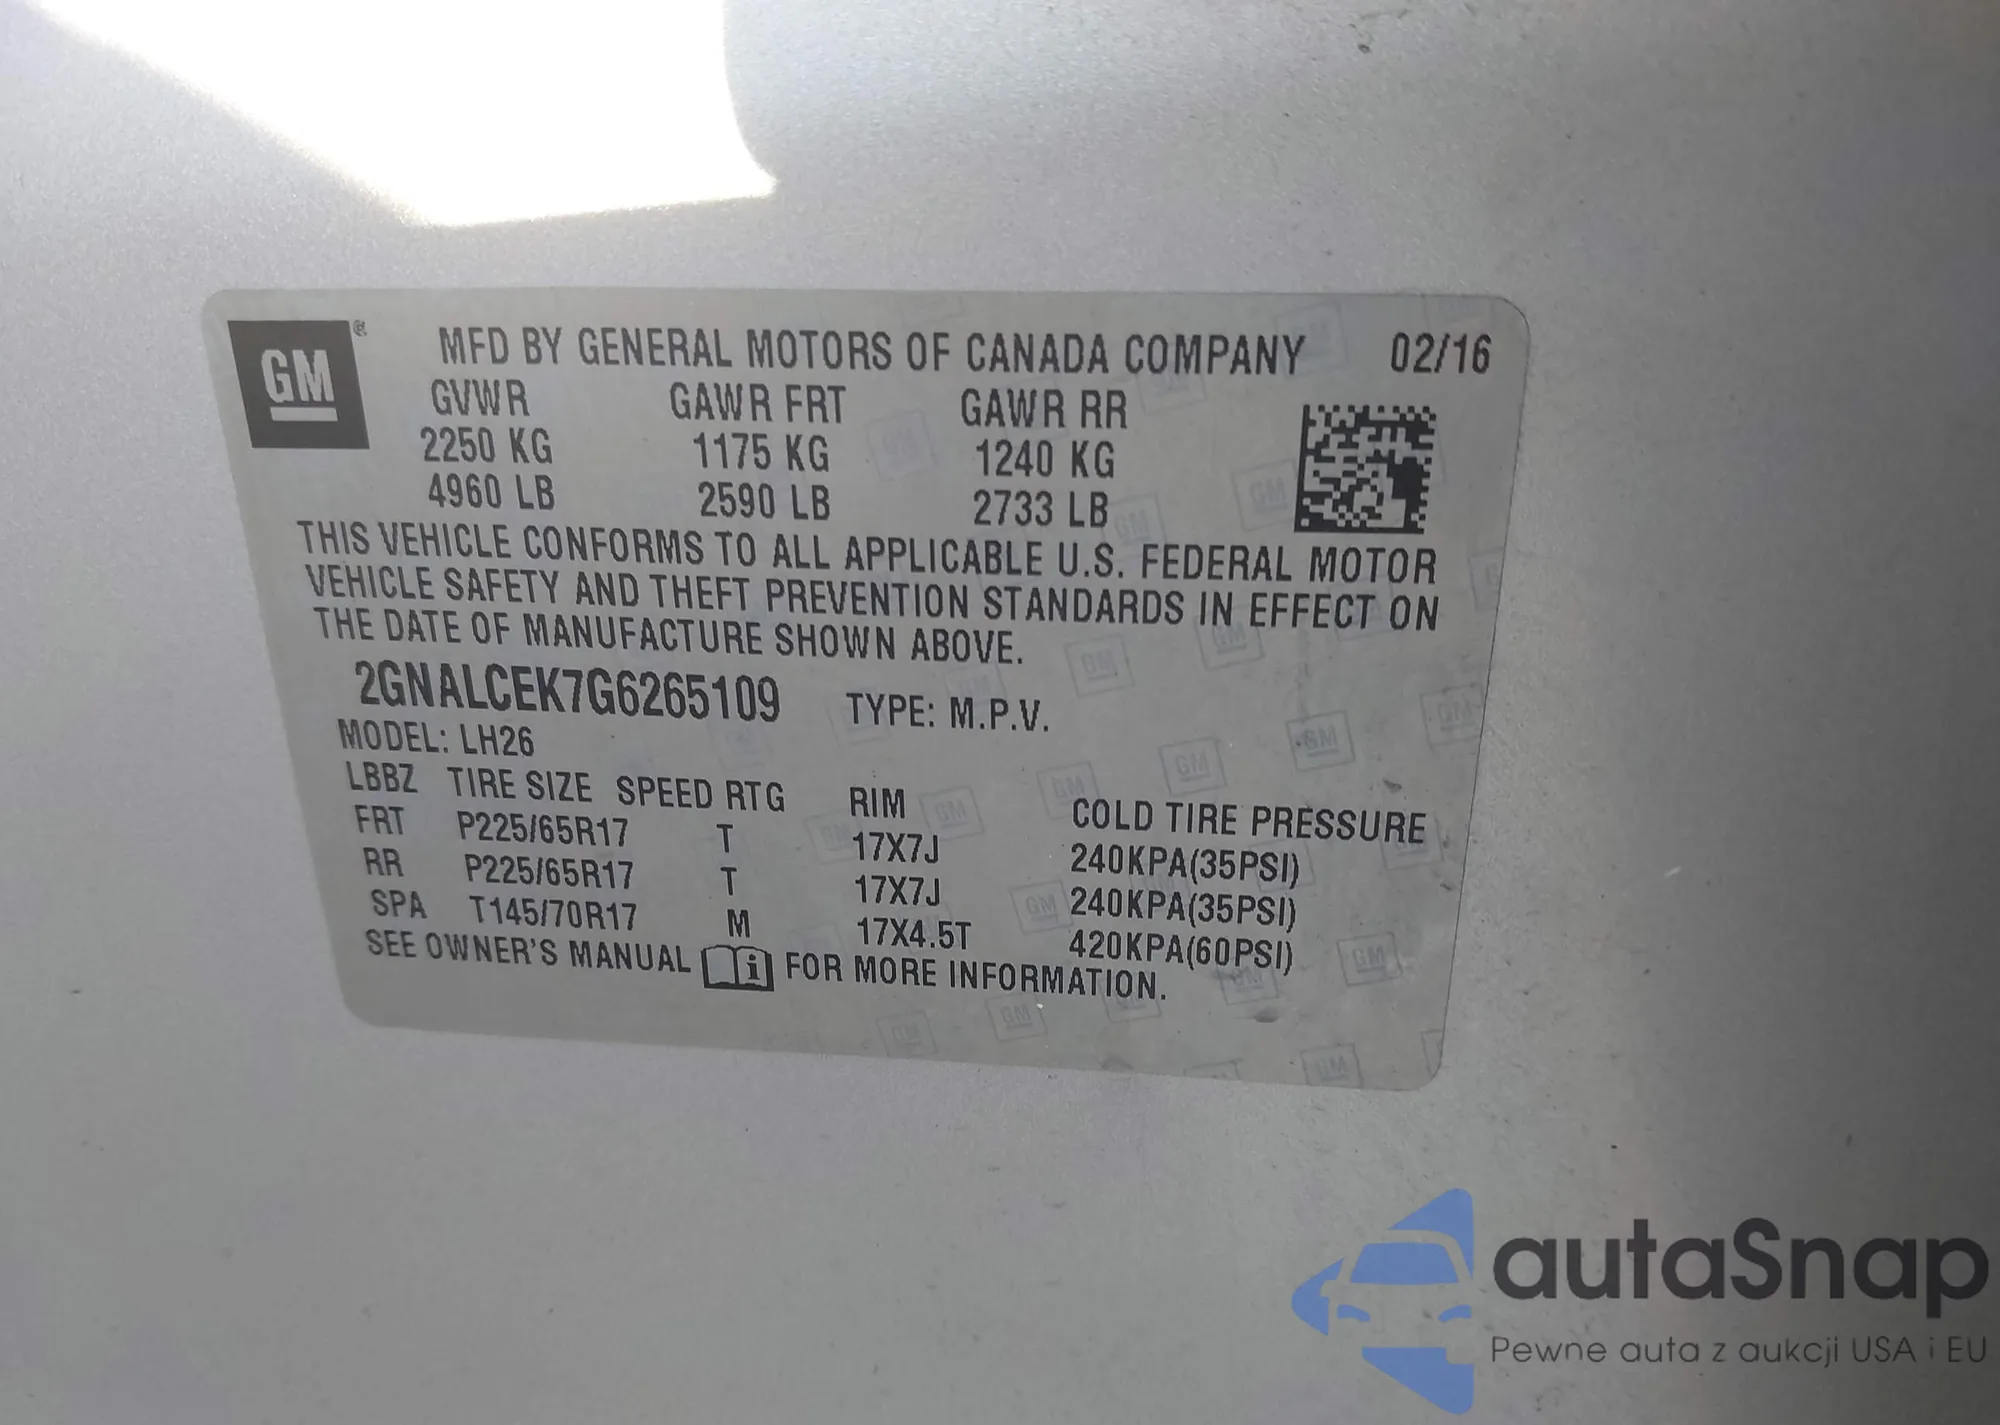 GM®
MFD BY GENERAL MOTORS OF CANADA COMPANY 02/16
GVWR GAWR FRT GAWR RR
2250 KG 1175 KG 1240 KG
4960 LB 2590 LB 2733 LB
THIS VEHICLE CONFORMS TO ALL APPLICABLE U.S. FEDERAL MOTOR
VEHICLE SAFETY AND THEFT PREVENTION STANDARDS IN EFFECT ON
THE DATE OF MANUFACTURE SHOWN ABOVE.
2GNALCEK7G6265109 TYPE: M.P.V.
MODEL: LH26
LBBZ TIRE SIZE SPEED RTG RIM COLD TIRE PRESSURE
FRT P225/65R17 T 17X7J 240KPA(35PSI)
RR P225/65R17 T 17X7J 240KPA(35PSI)
SPA T145/70R17 M 17X4.5T 420KPA(60PSI)
SEE OWNER'S MANUAL i FOR MORE INFORMATION.
autaSnap
Pewne auta z aukcji USA i EU